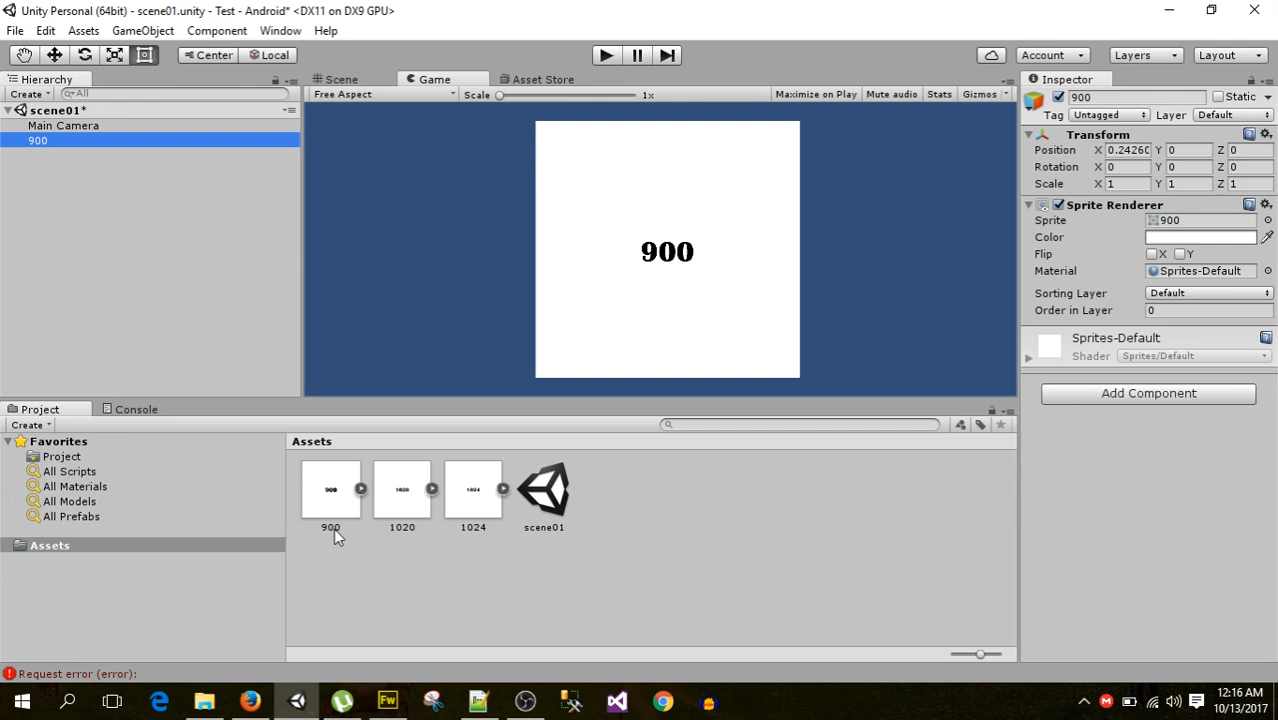 Unity Personal (64bit) - scene01.unity - Test - Android* <DX11 on DX9 GPU>
File Edit Assets GameObject Component Window Help
Center Local Account Layers Layout
Hierarchy
Create All
scene01*
Main Camera
900
Scene Game Asset Store
Free Aspect Scale 1x Maximize on Play Mute audio Stats Gizmos
900
Inspector
900 Static
Tag Untagged Layer Default
Transform
Position X 0.24260 Y 0 Z 0
Rotation X 0 Y 0 Z 0
Scale X 1 Y 1 Z 1
Sprite Renderer
Sprite 900
Color
Flip X Y
Material Sprites-Default
Sorting Layer Default
Order in Layer 0
Sprites-Default
Shader Sprites/Default
Add Component
Project Console
Create
Favorites
Project
All Scripts
All Materials
All Models
All Prefabs
Assets
Assets
900 1020 1024
900 1020 1024 scene01
Request error (error):
Fw
12:16 AM
10/13/2017